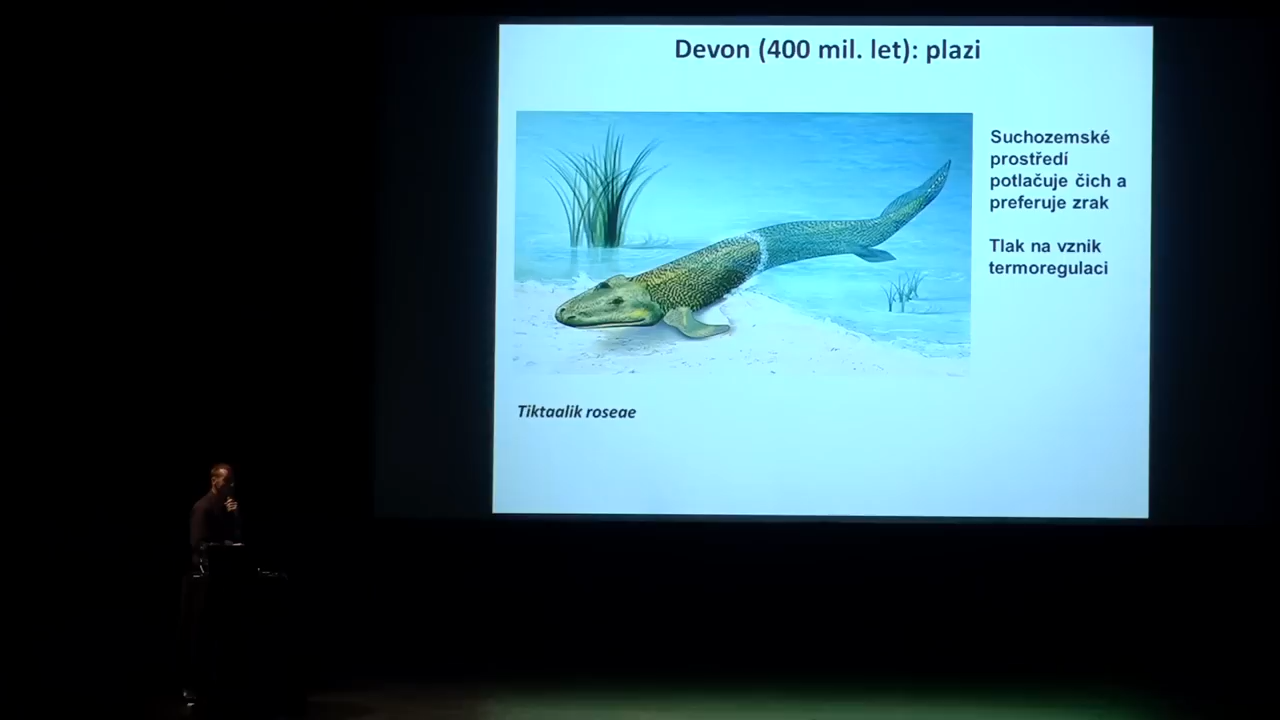 Devon (400 mil. let): plazi
Suchozemské
prostředí
potlačuje čich a
preferuje zrak
Tlak na vznik
termoregulaci
Tiktaalik roseae